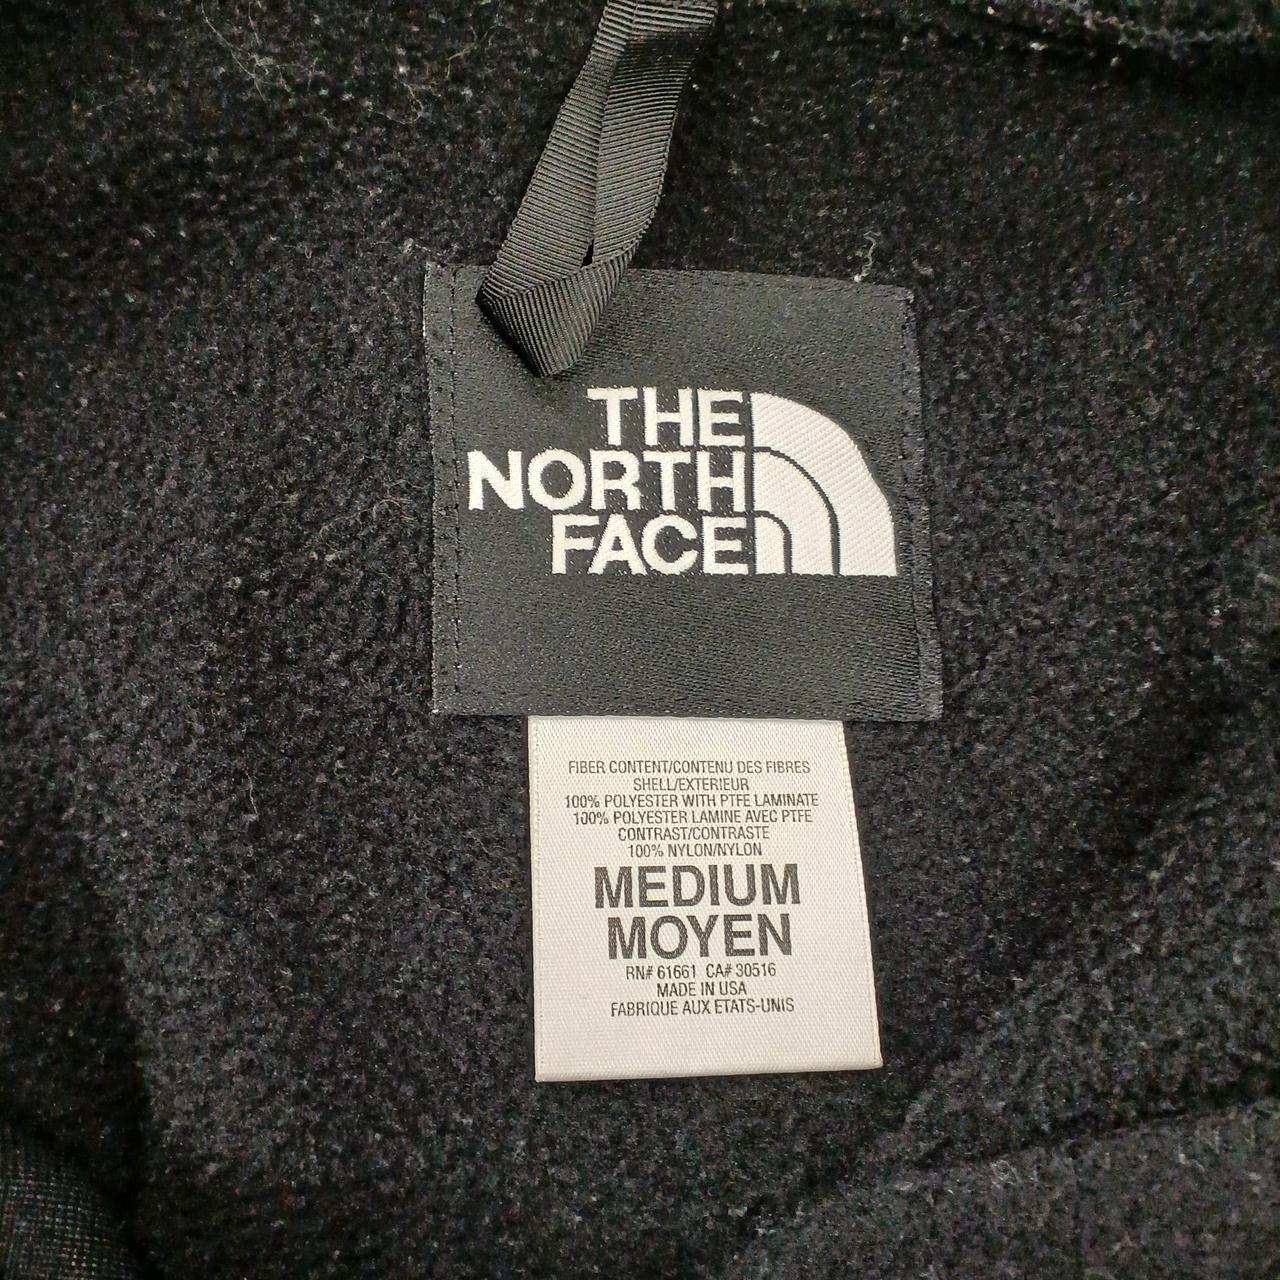 THE
NORTH
FACE
FIBER CONTENT/CONTENU DES FIBRES
SHELL/EXTERIEUR
100% POLYESTER WITH PTFE LAMINATE
100% POLYESTER LAMINE AVEC PTFE
CONTRAST/CONTRASTE
100% NYLON/NYLON
MEDIUM
MOYEN
RN# 61661 CA# 30516
MADE IN USA
FABRIQUE AUX ETATS-UNIS